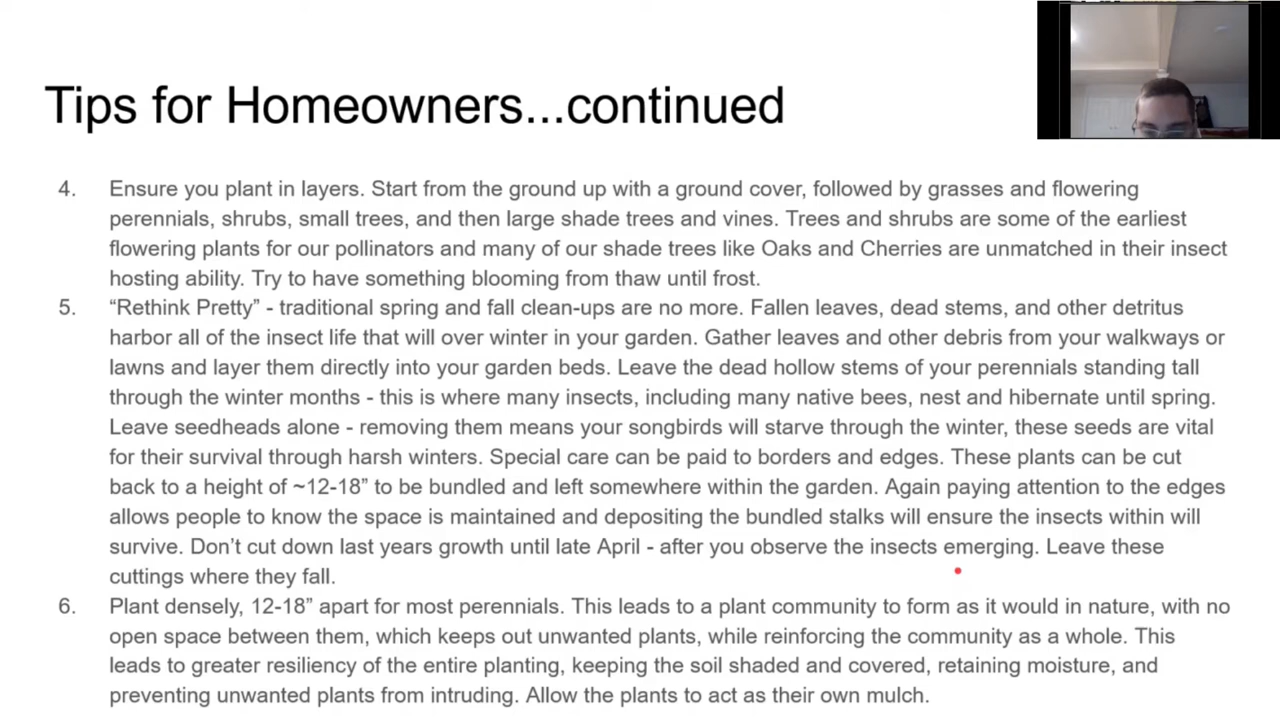 Tips for Homeowners...continued
4. Ensure you plant in layers. Start from the ground up with a ground cover, followed by grasses and flowering
perennials, shrubs, small trees, and then large shade trees and vines. Trees and shrubs are some of the earliest
flowering plants for our pollinators and many of our shade trees like Oaks and Cherries are unmatched in their insect
hosting ability. Try to have something blooming from thaw until frost.
5. “Rethink Pretty” - traditional spring and fall clean-ups are no more. Fallen leaves, dead stems, and other detritus
harbor all of the insect life that will over winter in your garden. Gather leaves and other debris from your walkways or
lawns and layer them directly into your garden beds. Leave the dead hollow stems of your perennials standing tall
through the winter months - this is where many insects, including many native bees, nest and hibernate until spring.
Leave seedheads alone - removing them means your songbirds will starve through the winter, these seeds are vital
for their survival through harsh winters. Special care can be paid to borders and edges. These plants can be cut
back to a height of ~12-18” to be bundled and left somewhere within the garden. Again paying attention to the edges
allows people to know the space is maintained and depositing the bundled stalks will ensure the insects within will
survive. Don’t cut down last years growth until late April - after you observe the insects emerging. Leave these
cuttings where they fall.
6. Plant densely, 12-18” apart for most perennials. This leads to a plant community to form as it would in nature, with no
open space between them, which keeps out unwanted plants, while reinforcing the community as a whole. This
leads to greater resiliency of the entire planting, keeping the soil shaded and covered, retaining moisture, and
preventing unwanted plants from intruding. Allow the plants to act as their own mulch.